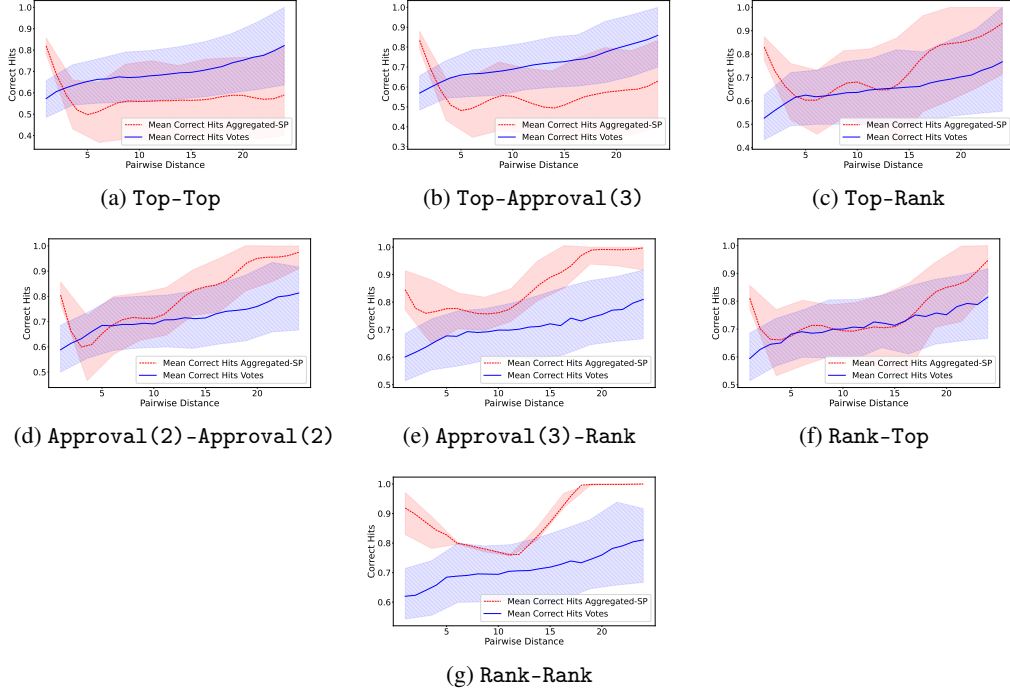 1.0
0.9
0.8
0.7
0.6
0.5
0.4
Correct Hits
5
10
15
20
Pairwise Distance
Mean Correct Hits Aggregated-SP
Mean Correct Hits Votes
(a) Top-Top
1.0
0.9
0.8
0.7
0.6
0.5
0.4
0.3
Correct Hits
5
10
15
20
Pairwise Distance
Mean Correct Hits Aggregated-SP
Mean Correct Hits Votes
(b) Top-Approval(3)
1.0
0.9
0.8
0.7
0.6
0.5
0.4
Correct Hits
5
10
15
20
Pairwise Distance
Mean Correct Hits Aggregated-SP
Mean Correct Hits Votes
(c) Top-Rank
1.0
0.9
0.8
0.7
0.6
0.5
Correct Hits
5
10
15
20
Pairwise Distance
Mean Correct Hits Aggregated-SP
Mean Correct Hits Votes
(d) Approval(2)-Approval(2)
1.0
0.9
0.8
0.7
0.6
0.5
Correct Hits
5
10
15
20
Pairwise Distance
Mean Correct Hits Aggregated-SP
Mean Correct Hits Votes
(e) Approval(3)-Rank
1.0
0.9
0.8
0.7
0.6
0.5
Correct Hits
5
10
15
20
Pairwise Distance
Mean Correct Hits Aggregated-SP
Mean Correct Hits Votes
(f) Rank-Top
1.0
0.9
0.8
0.7
0.6
Correct Hits
5
10
15
20
Pairwise Distance
Mean Correct Hits Aggregated-SP
Mean Correct Hits Votes
(g) Rank-Rank